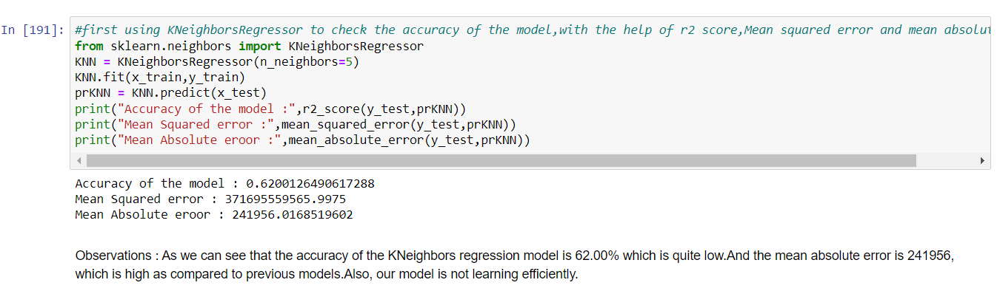 In [191]: #first using KNeighborsRegressor to check the accuracy of the model,with the help of r2 score,Mean squared error and mean absolut
from sklearn.neighbors import KNeighborsRegressor
KNN = KNeighborsRegressor(n_neighbors=5)
KNN.fit(x_train,y_train)
prKNN = KNN.predict(x_test)
print("Accuracy of the model :",r2_score(y_test,prKNN))
print("Mean Squared error :",mean_squared_error(y_test,prKNN))
print("Mean Absolute eroor :",mean_absolute_error(y_test,prKNN))
Accuracy of the model : 0.6200126490617288
Mean Squared error : 371695559565.9975
Mean Absolute eroor : 241956.0168519602
Observations : As we can see that the accuracy of the KNeighbors regression model is 62.00% which is quite low.And the mean absolute error is 241956,
which is high as compared to previous models.Also, our model is not learning efficiently.